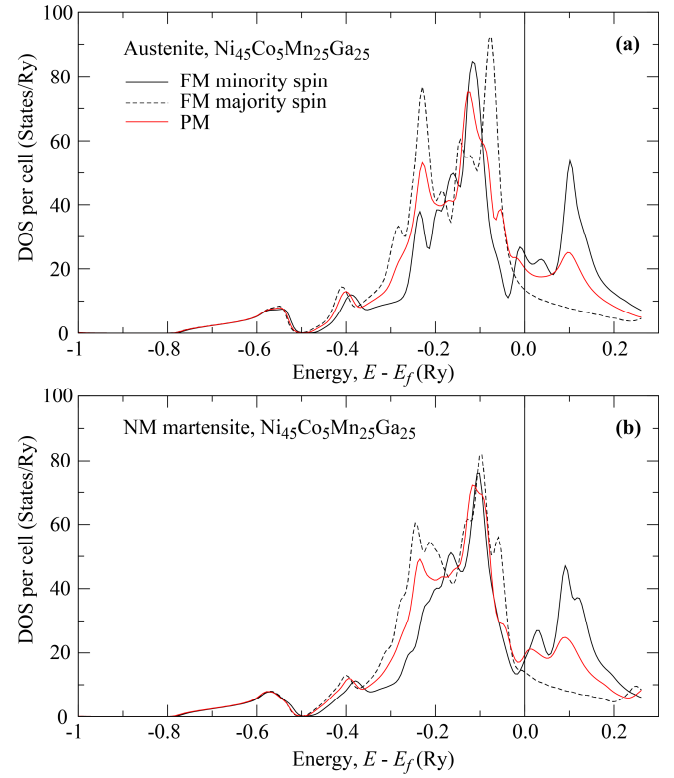 100
80
60
40
20
0
DOS per cell (States/Ry)
Austenite, Ni45Co5Mn25Ga25
(a)
FM minority spin
FM majority spin
PM
-1
-0.8
-0.6
-0.4
-0.2
0.0
0.2
Energy, E - Ef (Ry)
100
80
60
40
20
0
DOS per cell (States/Ry)
NM martensite, Ni45Co5Mn25Ga25
(b)
-1
-0.8
-0.6
-0.4
-0.2
0.0
0.2
Energy, E - Ef (Ry)